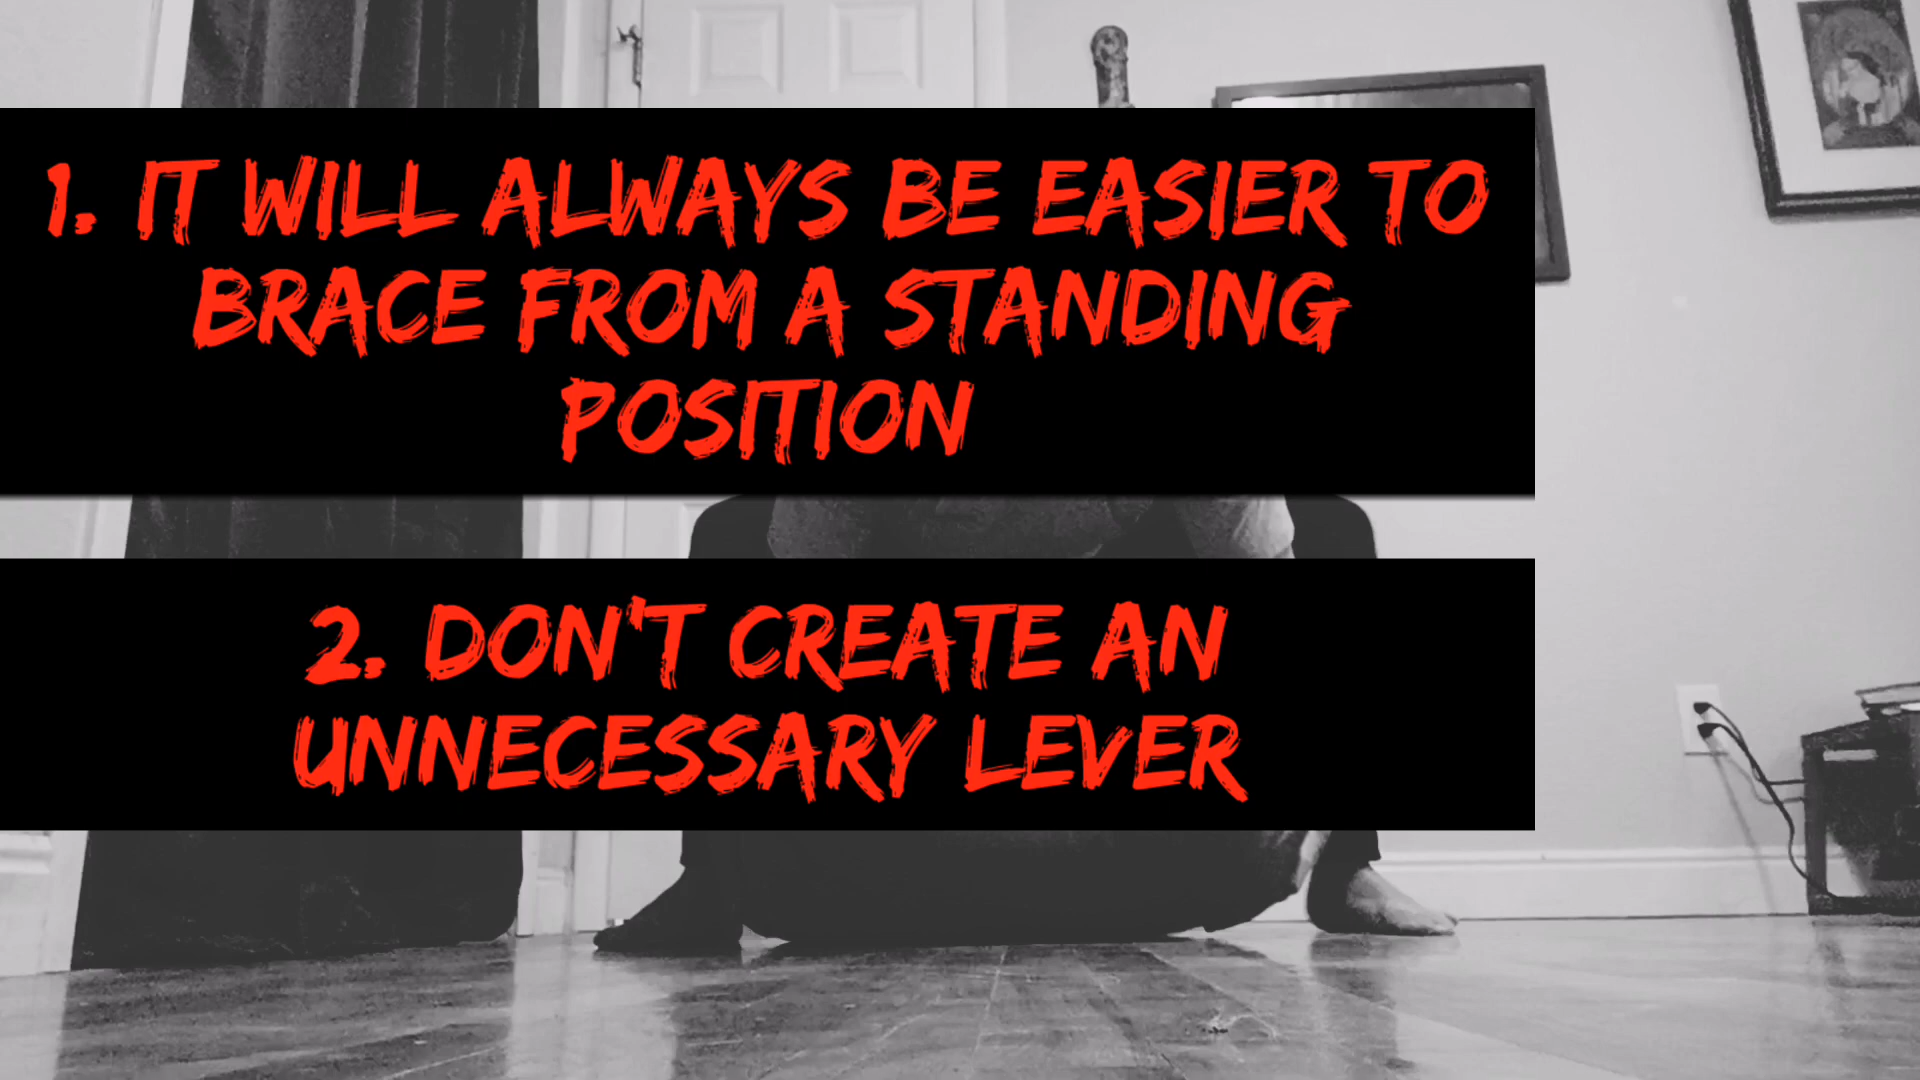 1. IT WILL ALWAYS BE EASIER TO
BRACE FROM A STANDING
POSITION
2. DON'T CREATE AN
UNNECESSARY LEVER